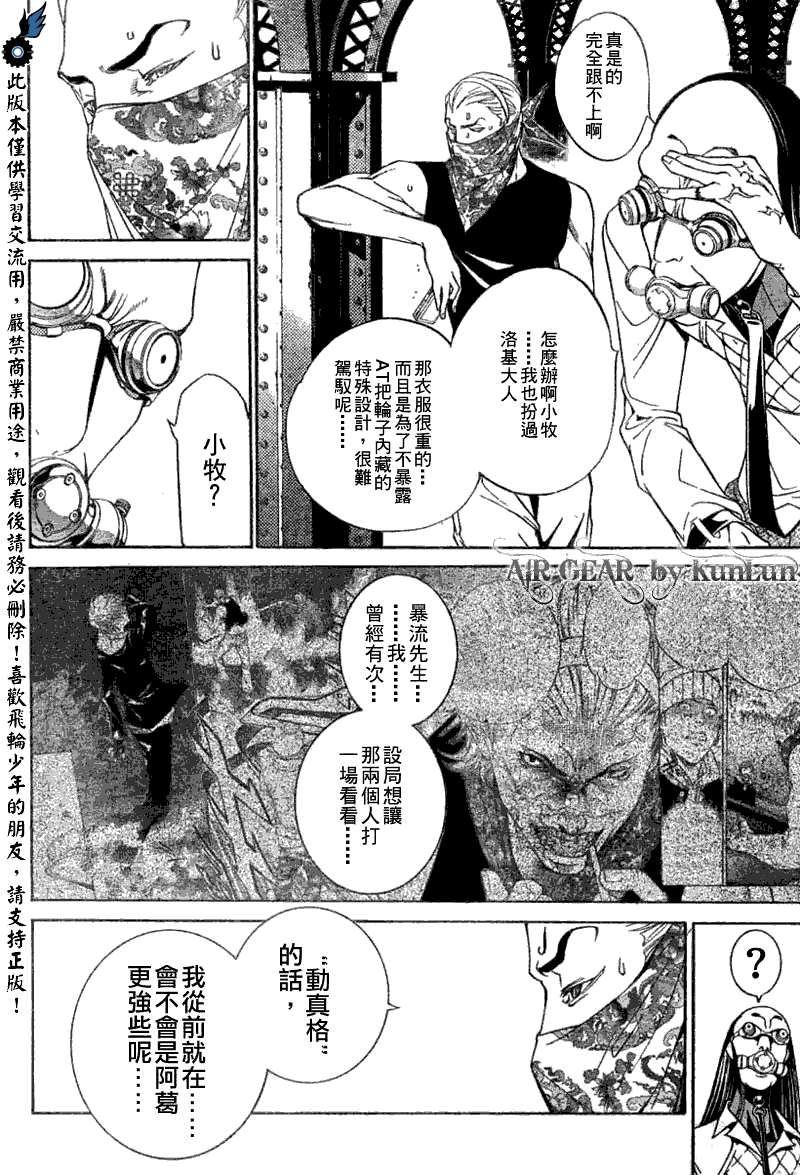 真是的
完全跟不上啊
怎麼辦啊小牧
……我也扮過
洛基大人
那衣服很重的…
而且是為了不暴露
AT把輪子內藏的
特殊設計，很難
駕馭呢……
小牧？
AiR GEAR by KunLun
暴流先生…
……我……
曾經有次…
設局想讓
那兩個人打
一場看看……
？
“動真格”
的話，
我從前就在……
會不會是阿葛
更強些呢……
此版本僅供學習交流用，嚴禁商業用途，觀看後請務必刪除！喜歡飛輪少年的朋友，請支持正版！